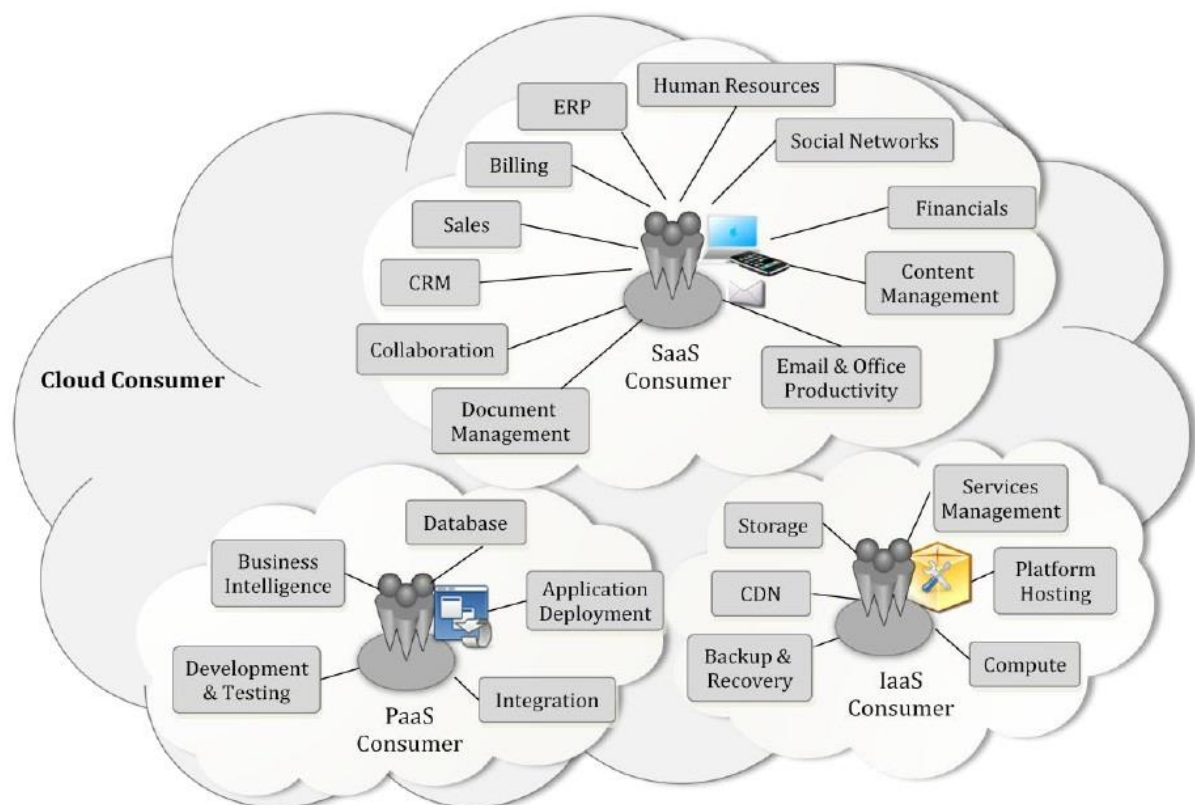 Human Resources
ERP
Social Networks
Billing
Financials
Sales
Content
Management
CRM
Collaboration
SaaS
Consumer
Email & Office
Productivity
Cloud Consumer
Document
Management
Services
Management
Database
Storage
Business
Intelligence
Application
Deployment
CDN
Platform
Hosting
Development
& Testing
Integration
Backup &
Recovery
Compute
PaaS
Consumer
IaaS
Consumer